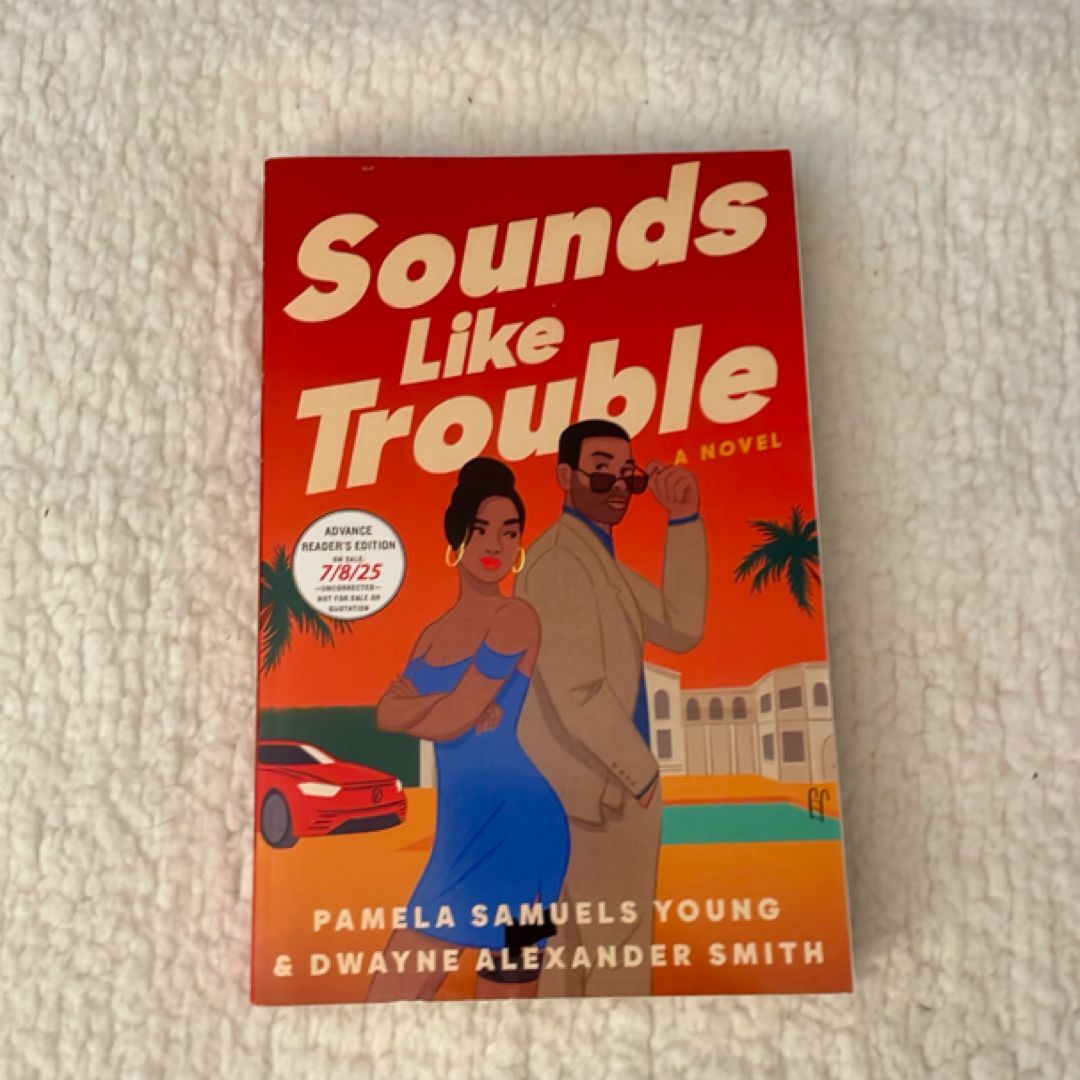 Sounds
Like
Trouble
A NOVEL
ADVANCE
READER'S EDITION
ON SALE
7/8/25
—UNCORRECTED—
NOT FOR SALE OR
QUOTATION
PAMELA SAMUELS YOUNG
& DWAYNE ALEXANDER SMITH